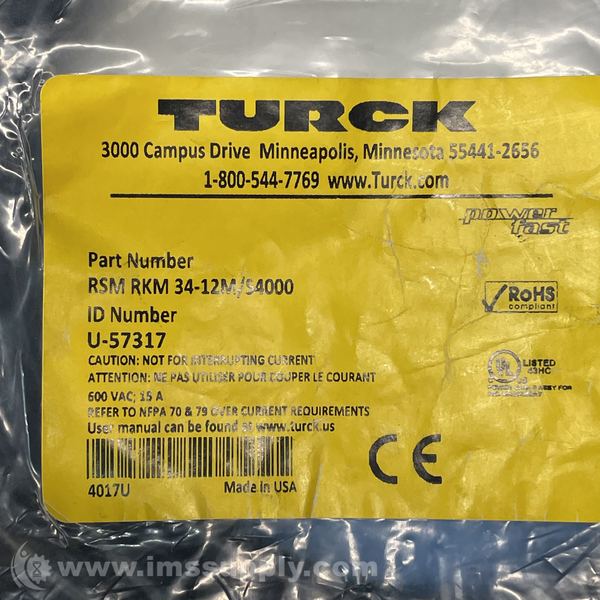 TURCK
3000 Campus Drive Minneapolis, Minnesota 55441-2656
1-800-544-7769 www.Turck.com
power
fast
Part Number
RSM RKM 34-12M/S4000
RoHS
compliant
ID Number
U-57317
CAUTION: NOT FOR INTERRUPTING CURRENT
UL LISTED
43HC
ATTENTION: NE PAS UTILISER POUR COUPER LE COURANT
600 VAC; 15 A
REFER TO NFPA 70 & 79 OVER CURRENT REQUIREMENTS
User manual can be found at www.turck.us
4017U
Made in USA
CE
www.imssupply.com